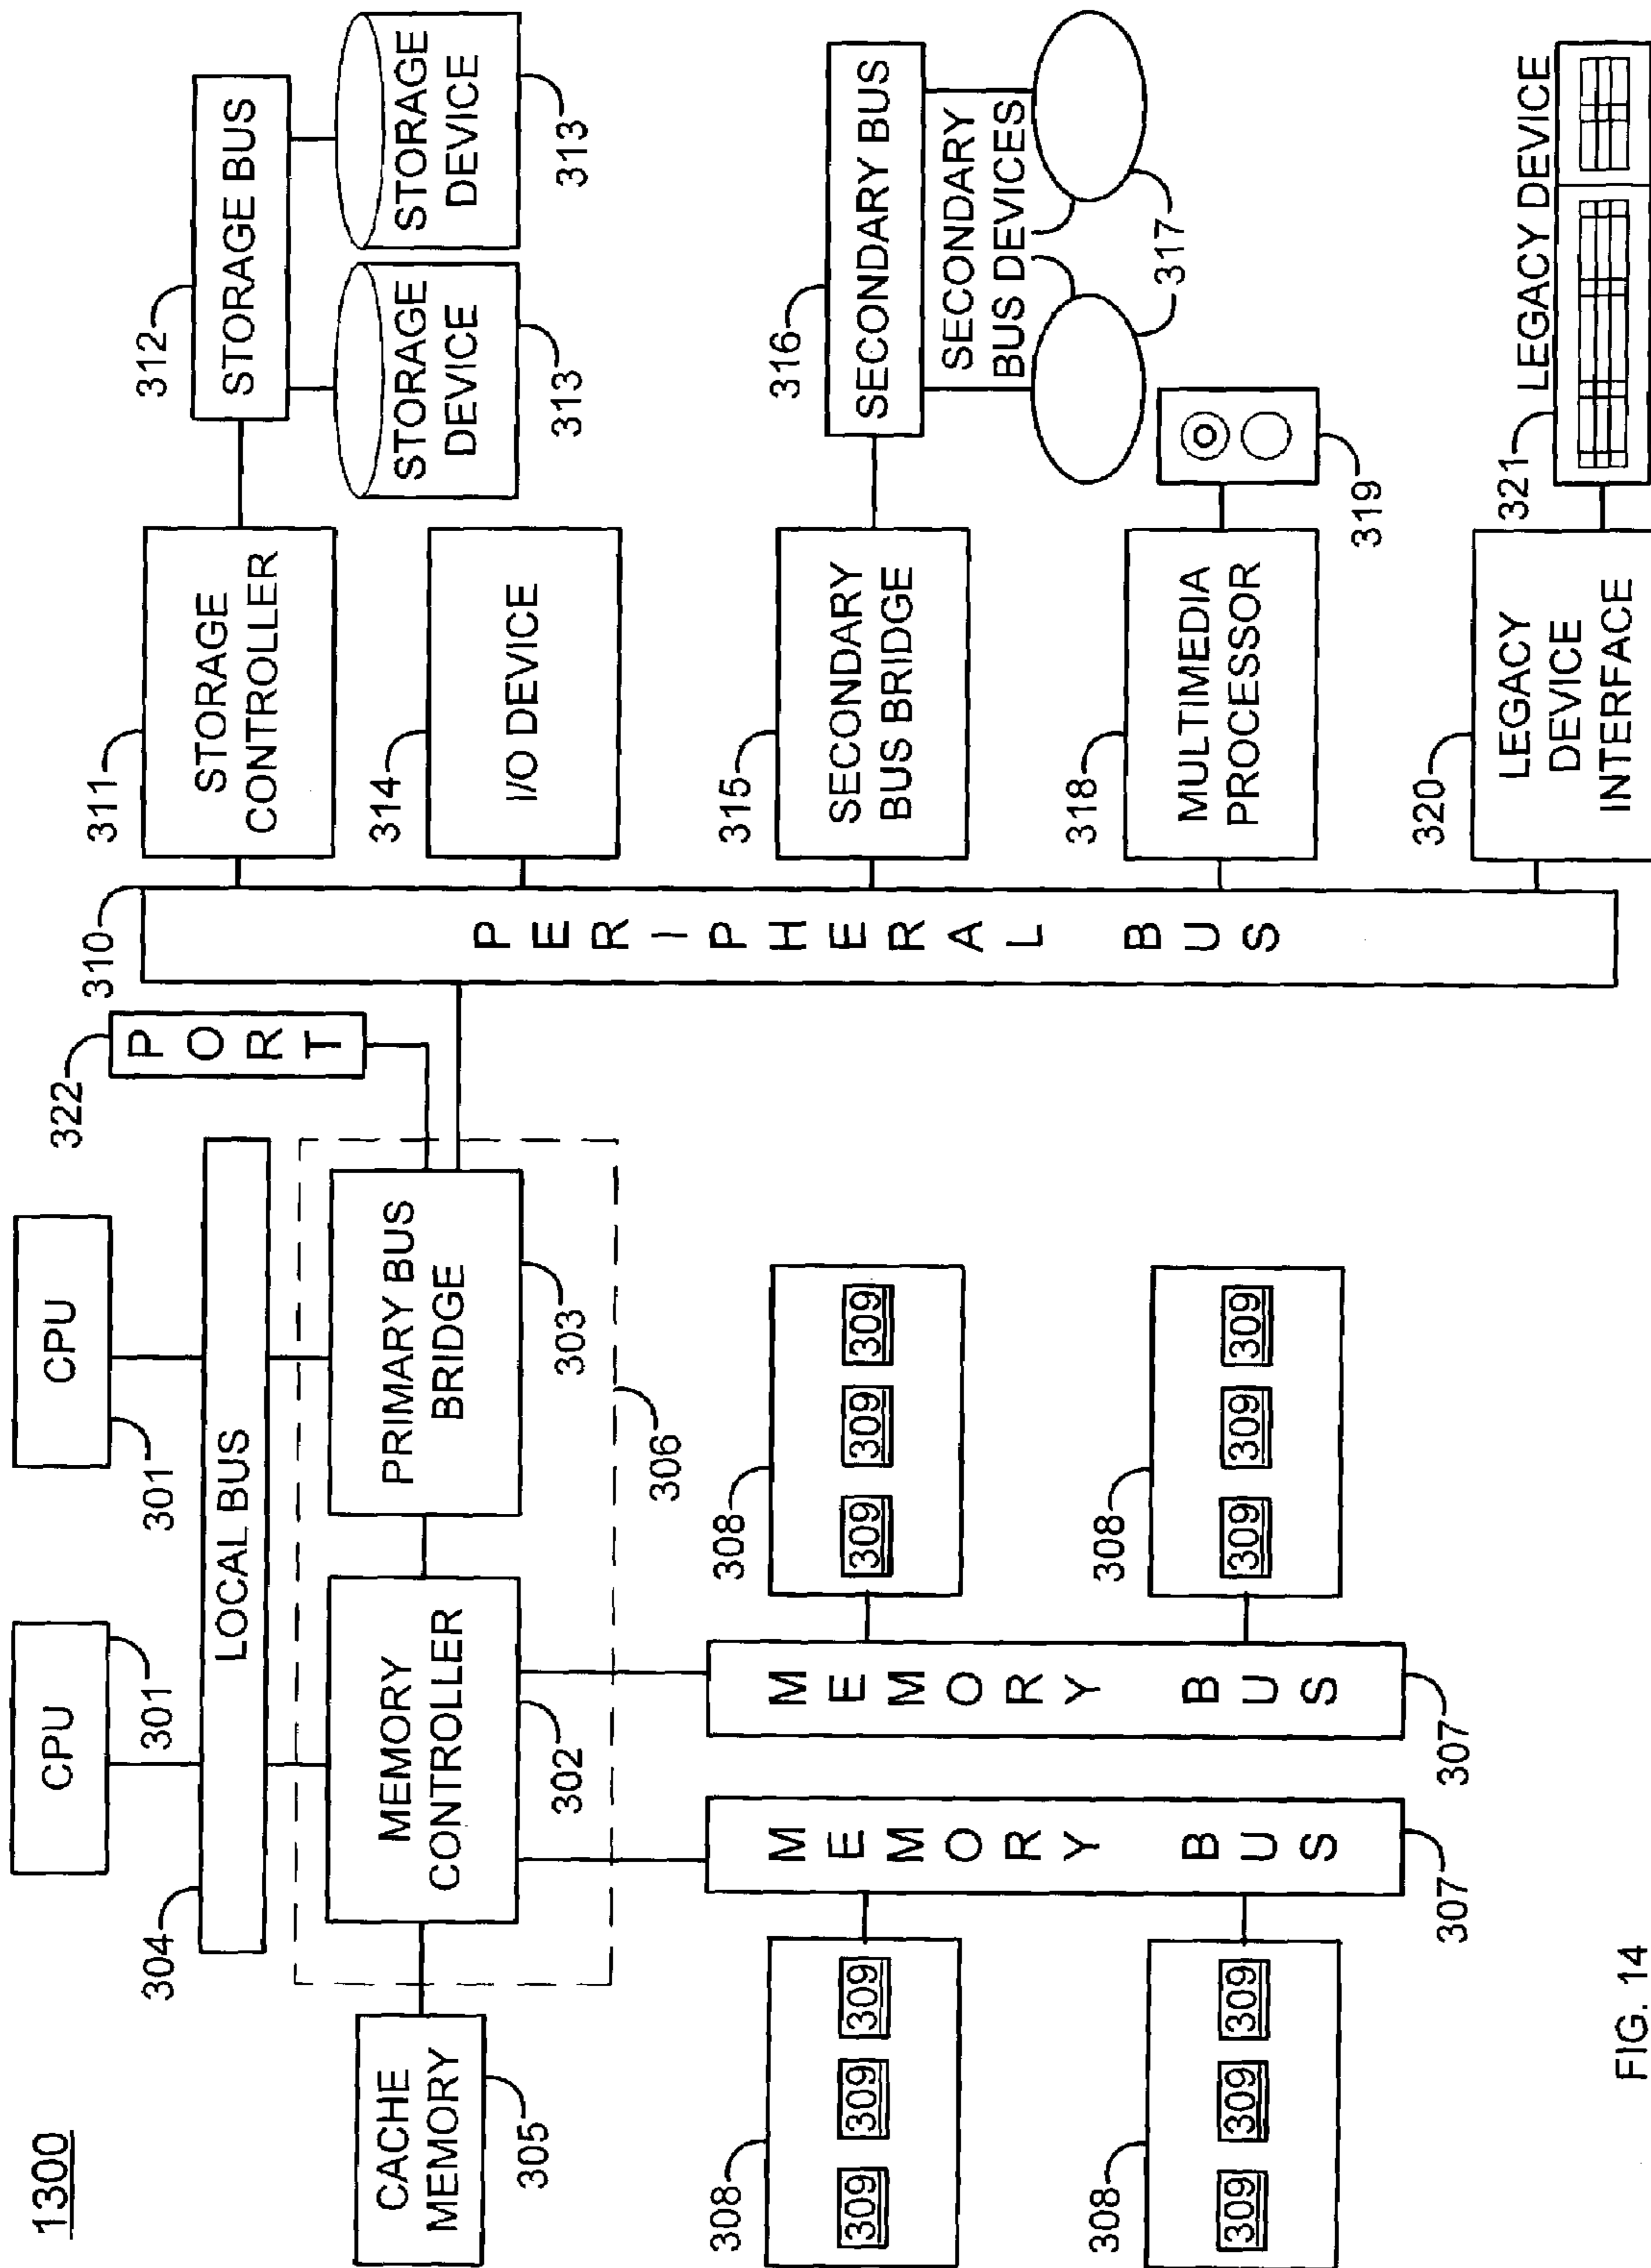 1300
CPU
301
CPU
301
304
LOCAL BUS
CACHE
MEMORY
305
MEMORY
CONTROLLER
302
PRIMARY BUS
BRIDGE
303
306
322
PORT
308
309 309 309
308
309 309 309
MEMORY BUS
307
MEMORY BUS
307
308
309 309 309
308
309 309 309
310
PERIPHERAL BUS
311
STORAGE
CONTROLLER
312
STORAGE BUS
STORAGE
DEVICE
313
STORAGE
DEVICE
313
314
I/O DEVICE
315
SECONDARY
BUS BRIDGE
316
SECONDARY BUS
SECONDARY
BUS DEVICES
317
318
MULTIMEDIA
PROCESSOR
319
320
LEGACY
DEVICE
INTERFACE
321
LEGACY DEVICE
FIG. 14